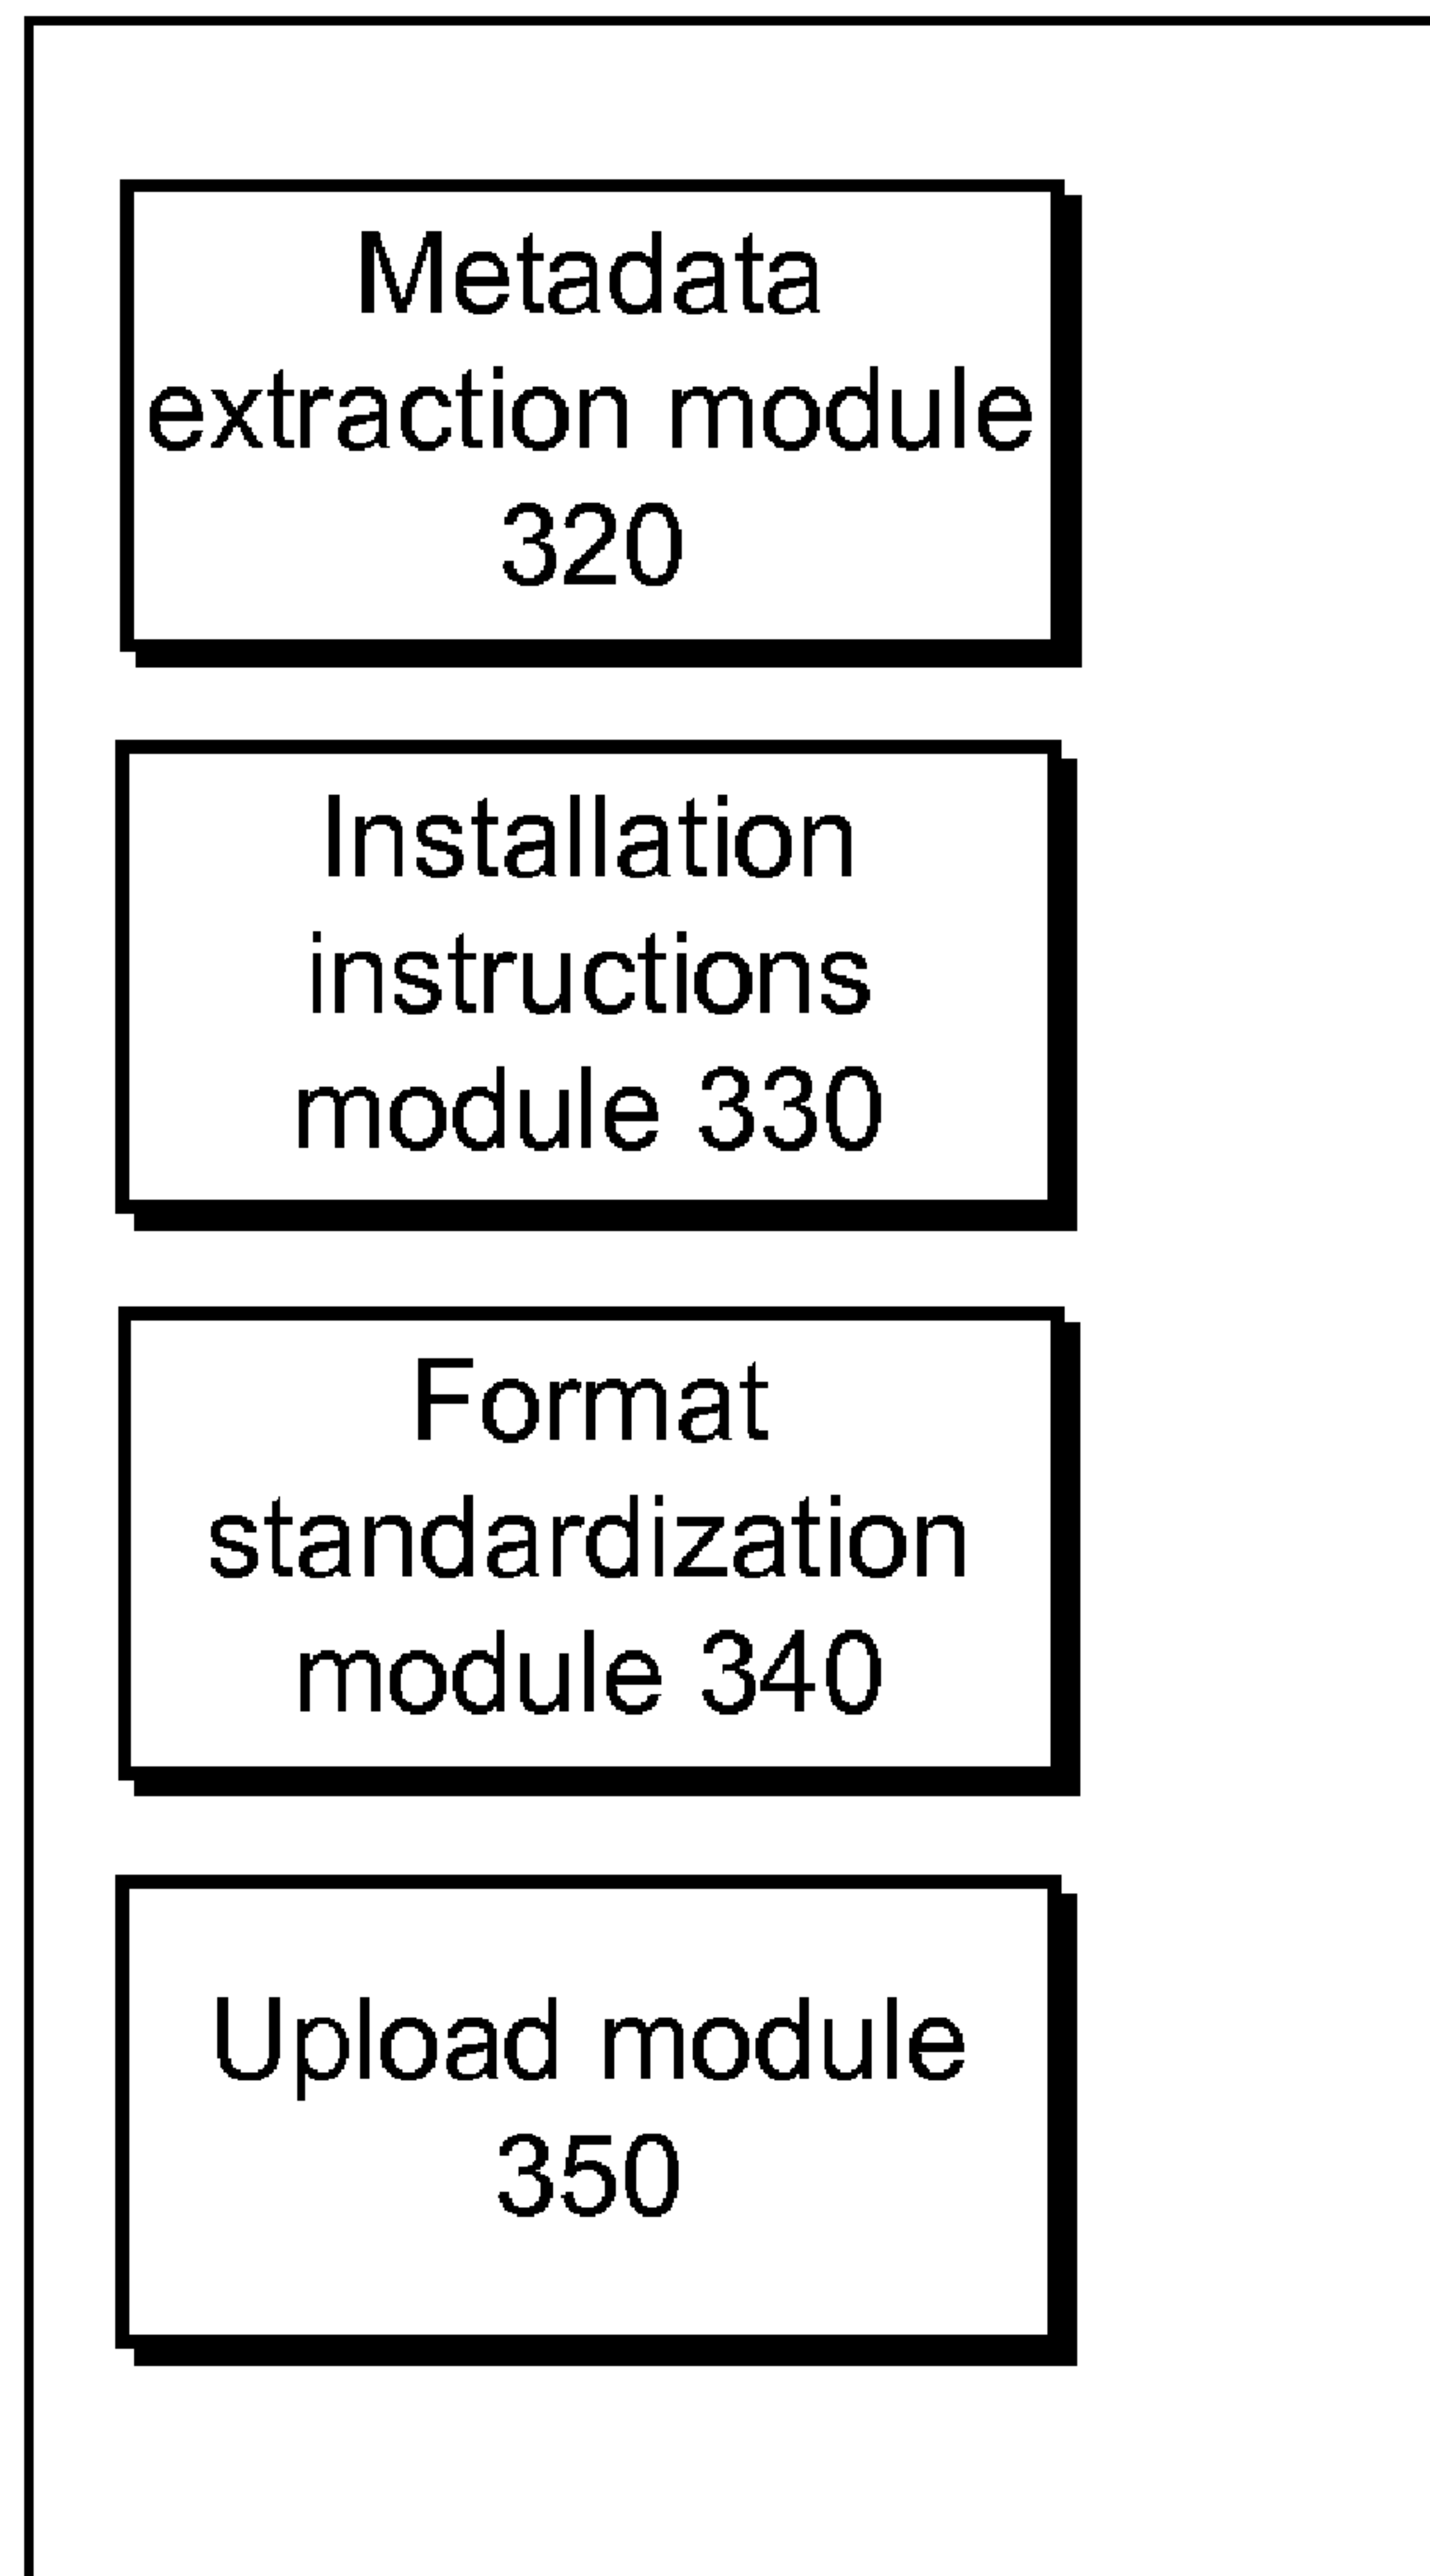 Metadata
extraction module
320
Installation
instructions
module 330
Format
standardization
module 340
Upload module
350